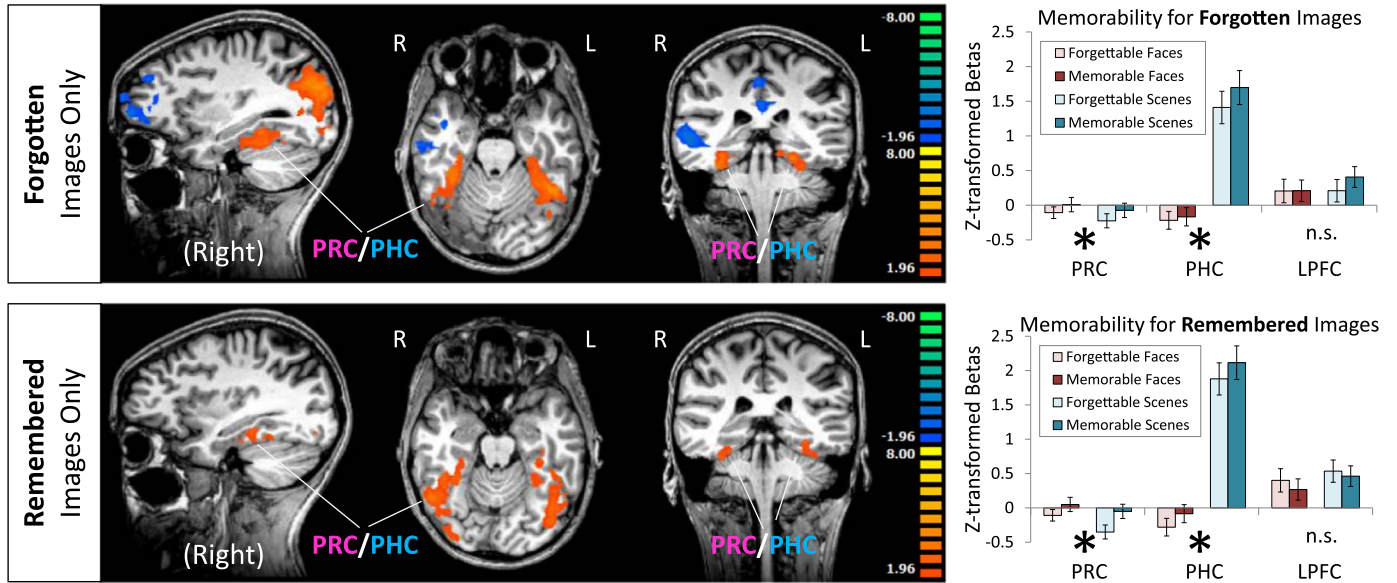 Forgotten
Images Only
(Right)
R
L
PRC/PHC
R
L
PRC/PHC
-8.00
-1.96
8.00
1.96
Memorability for Forgotten Images
Z-transformed Betas
2.5
2
1.5
1
0.5
0
-0.5
Forgettable Faces
Memorable Faces
Forgettable Scenes
Memorable Scenes
* * n.s.
PRC PHC LPFC
Remembered
Images Only
(Right)
R
L
PRC/PHC
R
L
PRC/PHC
-8.00
-1.96
8.00
1.96
Memorability for Remembered Images
Z-transformed Betas
2.5
2
1.5
1
0.5
0
-0.5
Forgettable Faces
Memorable Faces
Forgettable Scenes
Memorable Scenes
* * n.s.
PRC PHC LPFC